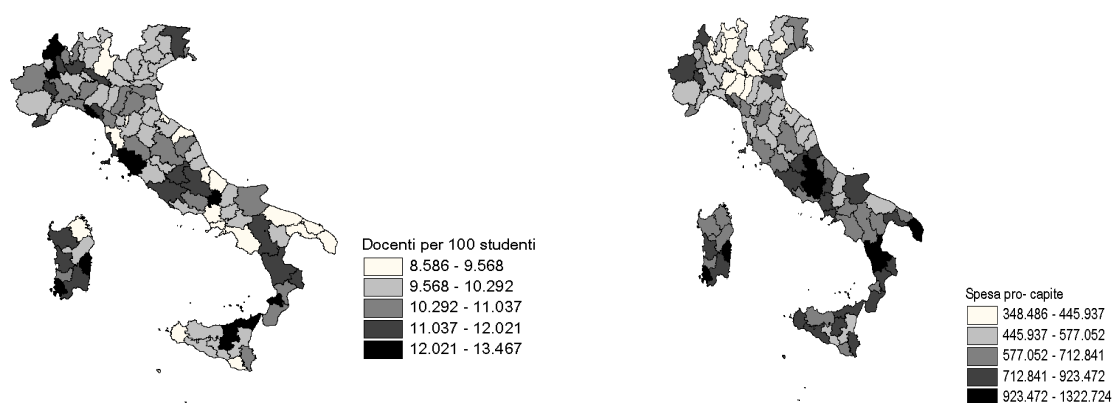 Docenti per 100 studenti
8.586 - 9.568
9.568 - 10.292
10.292 - 11.037
11.037 - 12.021
12.021 - 13.467
Spesa pro- capite
348.486 - 445.937
445.937 - 577.052
577.052 - 712.841
712.841 - 923.472
923.472 - 1322.724